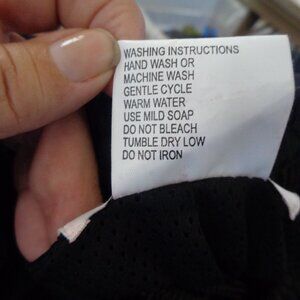 WASHING INSTRUCTIONS
HAND WASH OR
MACHINE WASH
GENTLE CYCLE
WARM WATER
USE MILD SOAP
DO NOT BLEACH
TUMBLE DRY LOW
DO NOT IRON